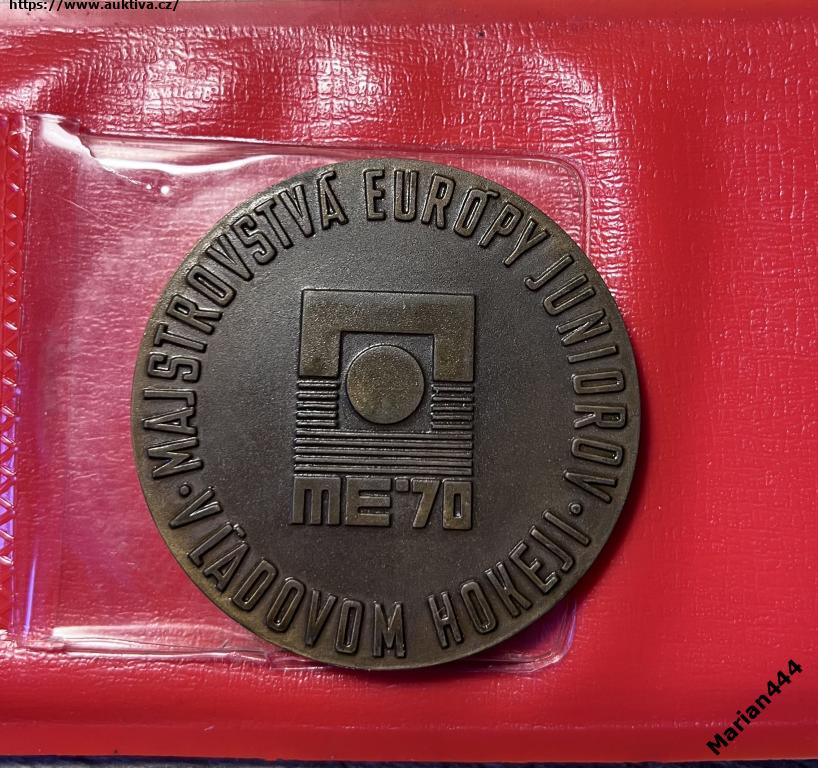 https://www.auktiva.cz/
MAJSTROVSTVÁ EURÓPY JUNIOROV
· V ĽADOVOM HOKEJI ·
ME'70
Marian444